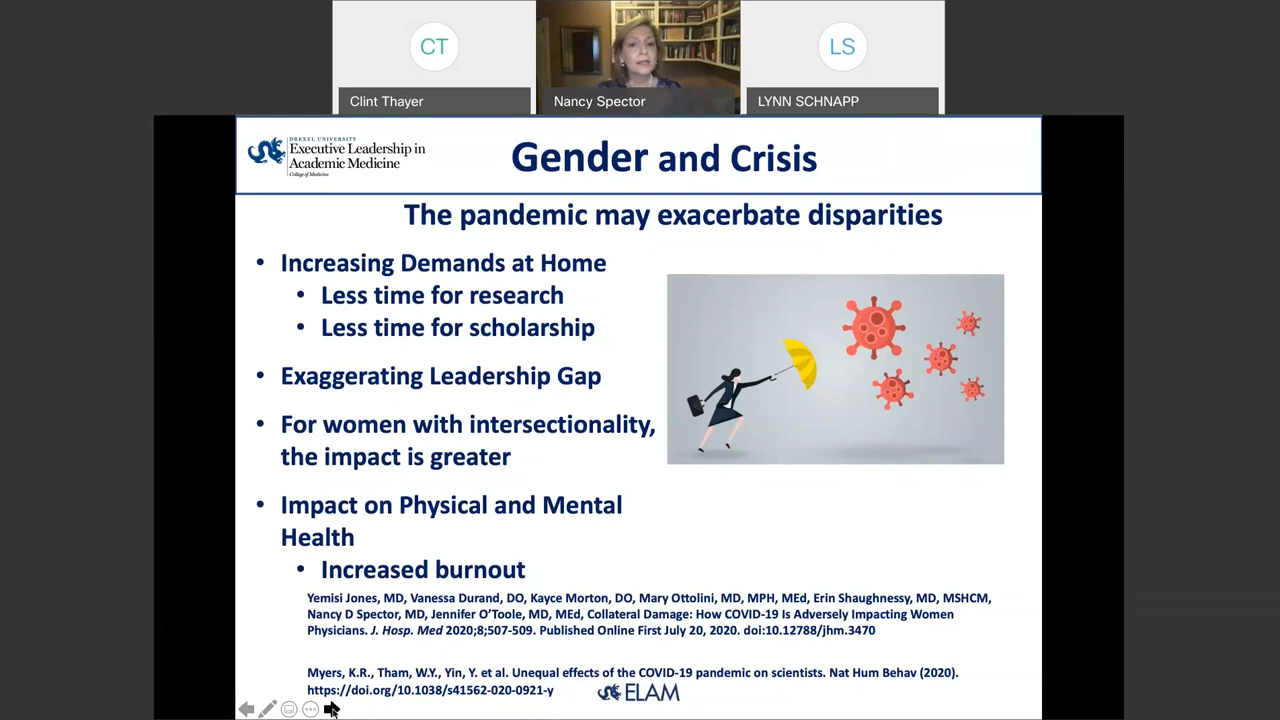 CT
LS
Clint Thayer
Nancy Spector
LYNN SCHNAPP
DREXEL UNIVERSITY
Executive Leadership in
Academic Medicine
College of Medicine
Gender and Crisis
The pandemic may exacerbate disparities
• Increasing Demands at Home
• Less time for research
• Less time for scholarship
• Exaggerating Leadership Gap
• For women with intersectionality,
the impact is greater
• Impact on Physical and Mental
Health
• Increased burnout
Yemisi Jones, MD, Vanessa Durand, DO, Kayce Morton, DO, Mary Ottolini, MD, MPH, MEd, Erin Shaughnessy, MD, MSHCM,
Nancy D Spector, MD, Jennifer O’Toole, MD, MEd, Collateral Damage: How COVID-19 Is Adversely Impacting Women
Physicians. J. Hosp. Med 2020;8;507-509. Published Online First July 20, 2020. doi:10.12788/jhm.3470
Myers, K.R., Tham, W.Y., Yin, Y. et al. Unequal effects of the COVID-19 pandemic on scientists. Nat Hum Behav (2020).
https://doi.org/10.1038/s41562-020-0921-y
ELAM